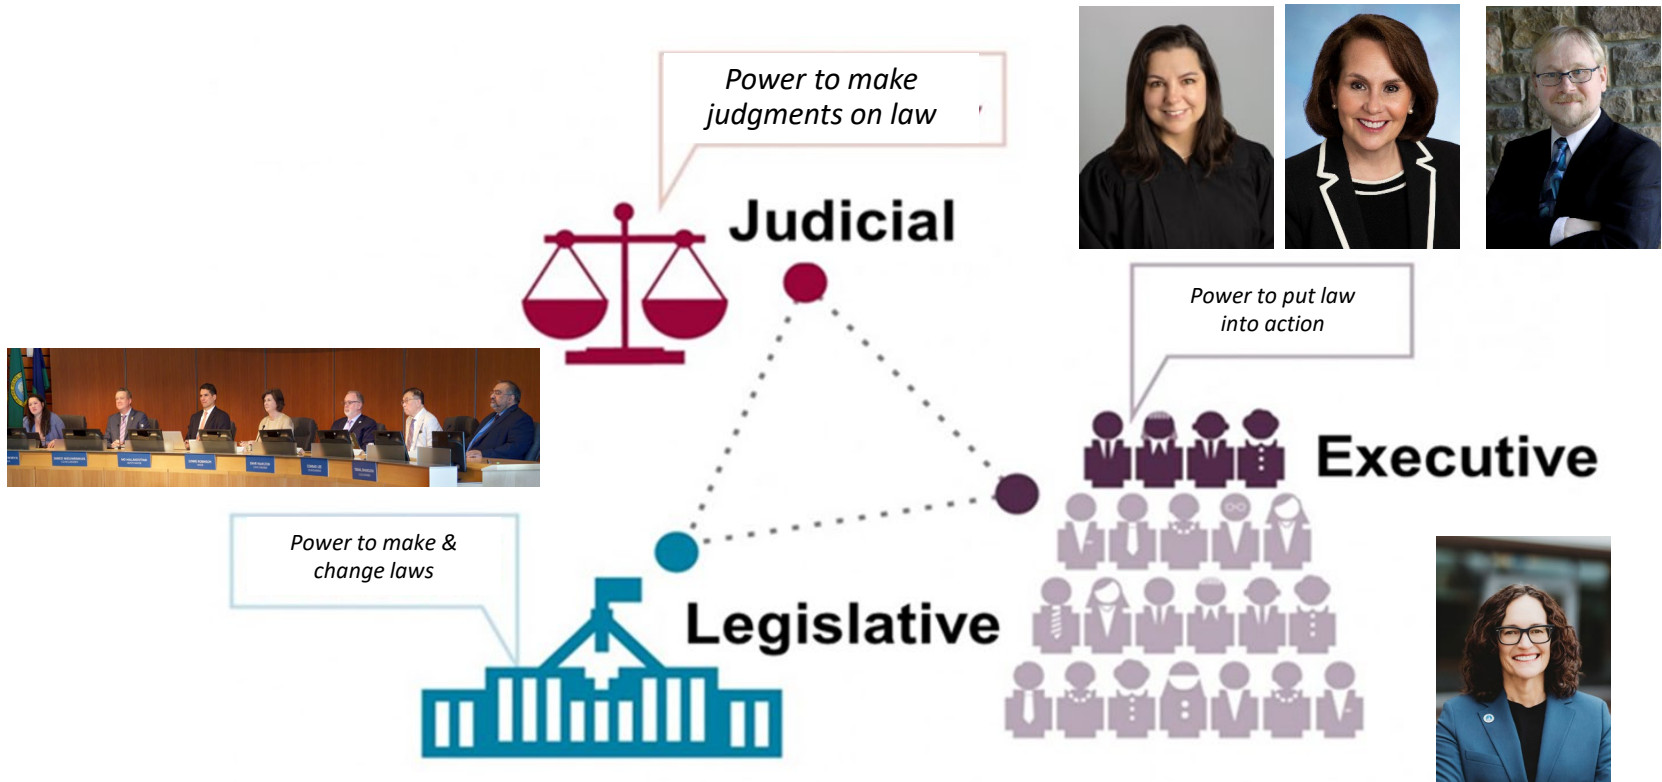 Power to make
judgments on law
Judicial
Power to put law
into action
Executive
Power to make &
change laws
Legislative